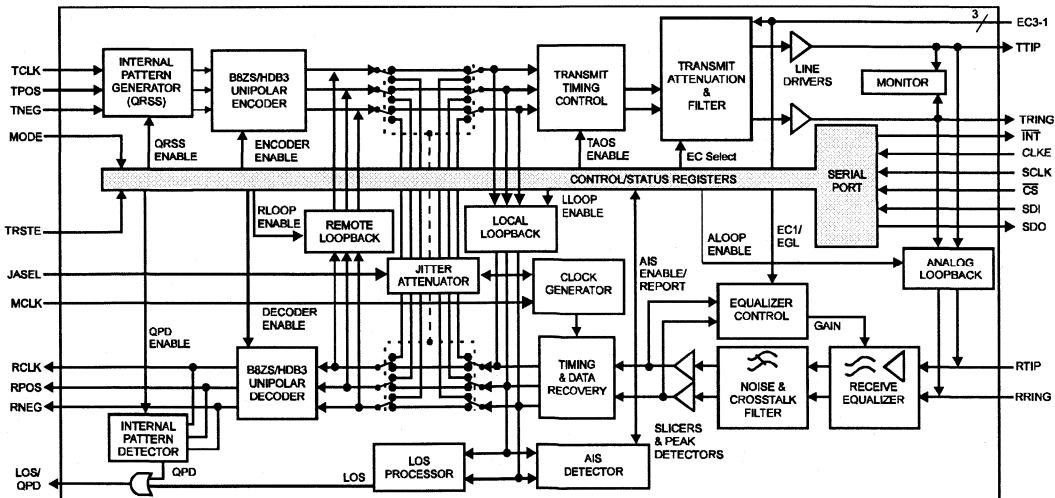 3
EC3-1
TCLK
TPOS
TNEG
MODE
TRSTE
JASEL
MCLK
RCLK
RPOS
RNEG
LOS/
QPD
INTERNAL
PATTERN
GENERATOR
(QRSS)
B8ZS/HDB3
UNIPOLAR
ENCODER
TRANSMIT
TIMING
CONTROL
TRANSMIT
ATTENUATION
&
FILTER
LINE
DRIVERS
MONITOR
TTIP
TRING
INT
CLKE
SCLK
CS
SDI
SDO
QRSS
ENABLE
ENCODER
ENABLE
TAOS
ENABLE
EC Select
CONTROL/STATUS REGISTERS
SERIAL
PORT
RLOOP
ENABLE
REMOTE
LOOPBACK
LOCAL
LOOPBACK
LLOOP
ENABLE
ALOOP
ENABLE
EC1/
EGL
ANALOG
LOOPBACK
JITTER
ATTENUATOR
CLOCK
GENERATOR
AIS
ENABLE/
REPORT
EQUALIZER
CONTROL
GAIN
QPD
ENABLE
DECODER
ENABLE
B8ZS/HDB3
UNIPOLAR
DECODER
TIMING
& DATA
RECOVERY
NOISE &
CROSSTALK
FILTER
RECEIVE
EQUALIZER
RTIP
RRING
SLICERS
& PEAK
DETECTORS
INTERNAL
PATTERN
DETECTOR
QPD
LOS
LOS
PROCESSOR
AIS
DETECTOR